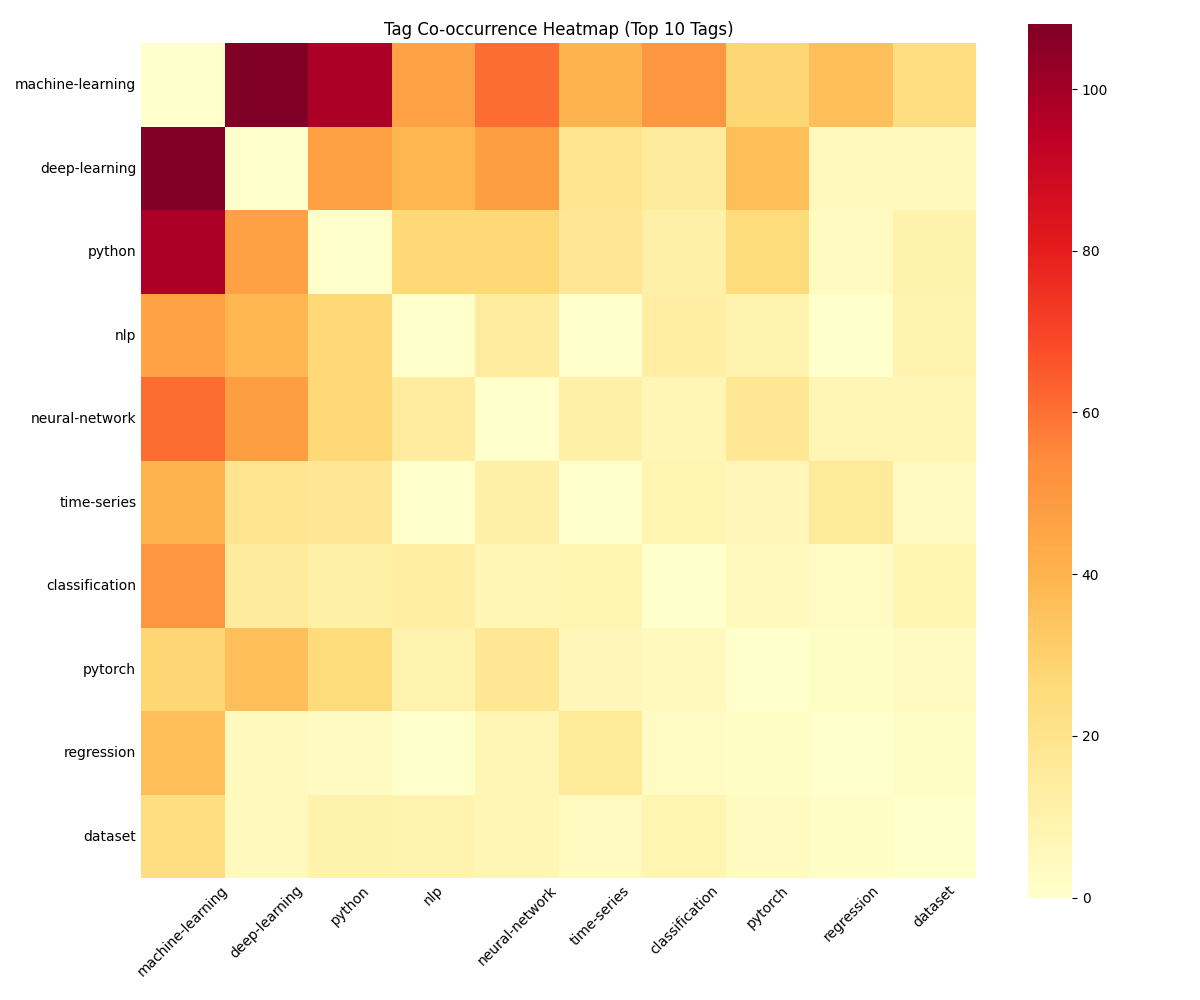 Tag Co-occurrence Heatmap (Top 10 Tags)
machine-learning
deep-learning
python
nlp
neural-network
time-series
classification
pytorch
regression
dataset
machine-learning
deep-learning
python
nlp
neural-network
time-series
classification
pytorch
regression
dataset
100
80
60
40
20
0